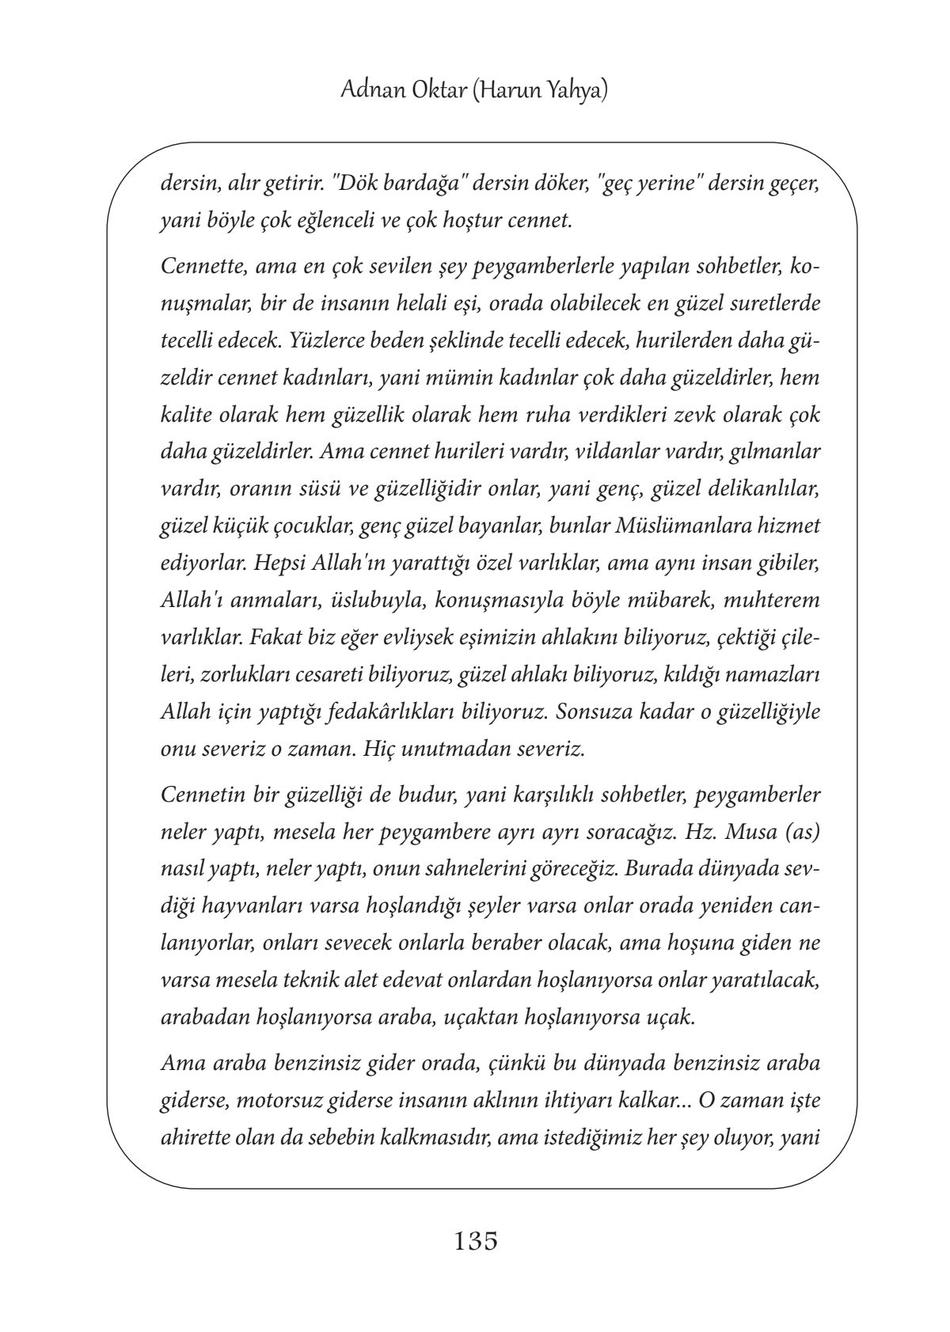 Adnan Oktar (Harun Yahya)
dersin, alır getirir. "Dök bardağa" dersin döker, "geç yerine" dersin geçer,
yani böyle çok eğlenceli ve çok hoştur cennet.
Cennette, ama en çok sevilen şey peygamberlerle yapılan sohbetler, ko-
nuşmalar, bir de insanın helali eşi, orada olabilecek en güzel suretlerde
tecelli edecek. Yüzlerce beden şeklinde tecelli edecek, hurilerden daha gü-
zeldir cennet kadınları, yani mümin kadınlar çok daha güzeldirler, hem
kalite olarak hem güzellik olarak hem ruha verdikleri zevk olarak çok
daha güzeldirler. Ama cennet hurileri vardır, vildanlar vardır, gılmanlar
vardır, oranın süsü ve güzelliğidir onlar, yani genç, güzel delikanlılar,
güzel küçük çocuklar, genç güzel bayanlar, bunlar Müslümanlara hizmet
ediyorlar. Hepsi Allah'ın yarattığı özel varlıklar, ama aynı insan gibiler,
Allah'ı anmaları, üslubuyla, konuşmasıyla böyle mübarek, muhterem
varlıklar. Fakat biz eğer evliysek eşimizin ahlakını biliyoruz, çektiği çile-
leri, zorlukları cesareti biliyoruz, güzel ahlakı biliyoruz, kıldığı namazları
Allah için yaptığı fedakârlıkları biliyoruz. Sonsuza kadar o güzelliğiyle
onu severiz o zaman. Hiç unutmadan severiz.
Cennetin bir güzelliği de budur, yani karşılıklı sohbetler, peygamberler
neler yaptı, mesela her peygambere ayrı ayrı soracağız. Hz. Musa (as)
nasıl yaptı, neler yaptı, onun sahnelerini göreceğiz. Burada dünyada sev-
diği hayvanları varsa hoşlandığı şeyler varsa onlar orada yeniden can-
lanıyorlar, onları sevecek onlarla beraber olacak, ama hoşuna giden ne
varsa mesela teknik alet edevat onlardan hoşlanıyorsa onlar yaratılacak,
arabadan hoşlanıyorsa araba, uçaktan hoşlanıyorsa uçak.
Ama araba benzinsiz gider orada, çünkü bu dünyada benzinsiz araba
giderse, motorsuz giderse insanın aklının ihtiyarı kalkar... O zaman işte
ahirette olan da sebebin kalkmasıdır, ama istediğimiz her şey oluyor, yani
135